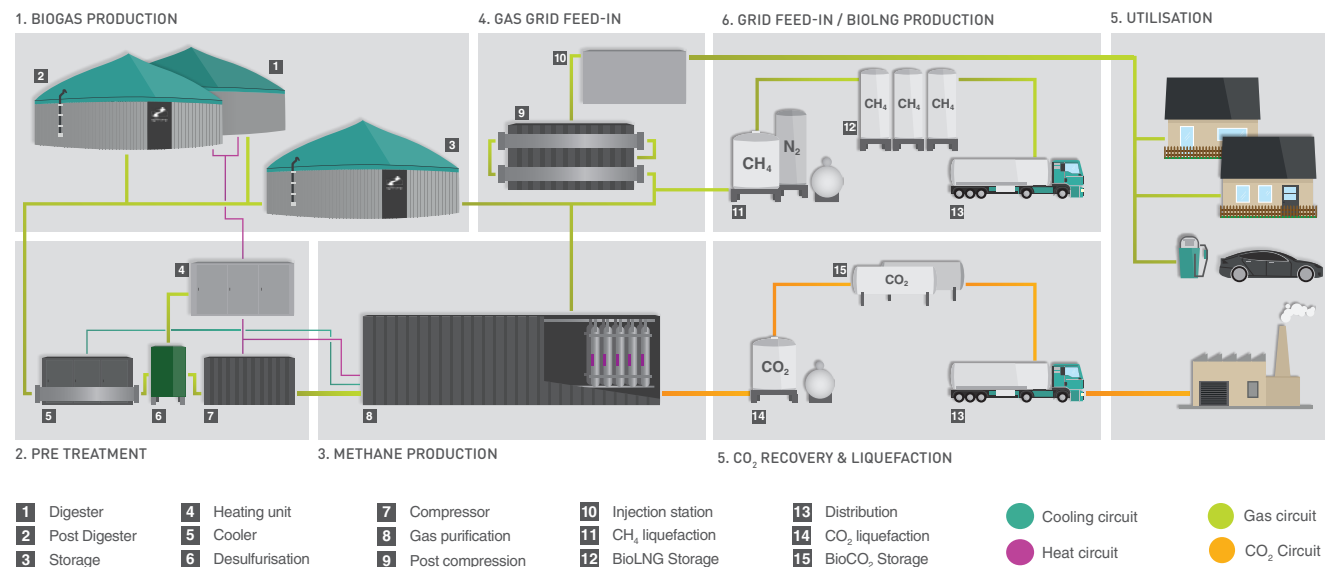 1. BIOGAS PRODUCTION
4. GAS GRID FEED-IN
6. GRID FEED-IN / BIOLNG PRODUCTION
5. UTILISATION
2
1
3
10
9
CH₄
N₂
11
12
CH₄
CH₄
CH₄
13
4
5
6
7
8
CO₂
14
15
CO₂
13
2. PRE TREATMENT
3. METHANE PRODUCTION
5. CO₂ RECOVERY & LIQUEFACTION
1 Digester
2 Post Digester
3 Storage
4 Heating unit
5 Cooler
6 Desulfurisation
7 Compressor
8 Gas purification
9 Post compression
10 Injection station
11 CH₄ liquefaction
12 BioLNG Storage
13 Distribution
14 CO₂ liquefaction
15 BioCO₂ Storage
Cooling circuit
Heat circuit
Gas circuit
CO₂ Circuit